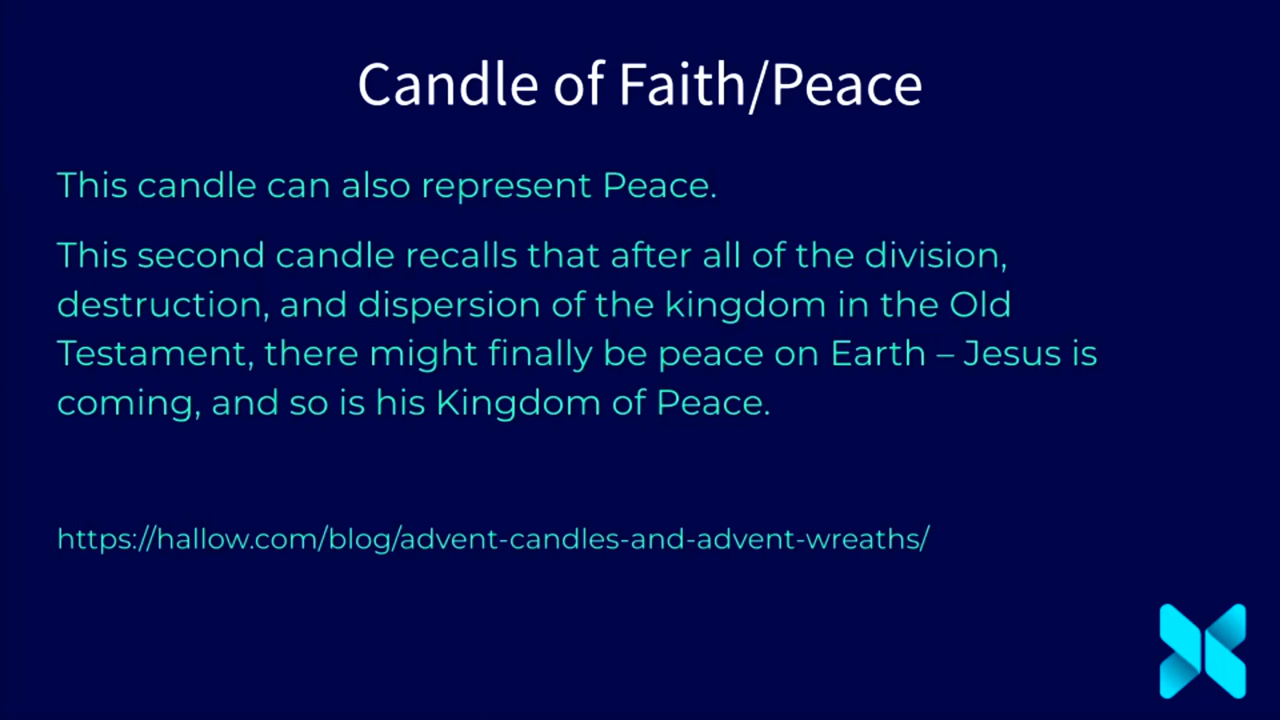 Candle of Faith/Peace
This candle can also represent Peace.
This second candle recalls that after all of the division,
destruction, and dispersion of the kingdom in the Old
Testament, there might finally be peace on Earth – Jesus is
coming, and so is his Kingdom of Peace.
https://hallow.com/blog/advent-candles-and-advent-wreaths/